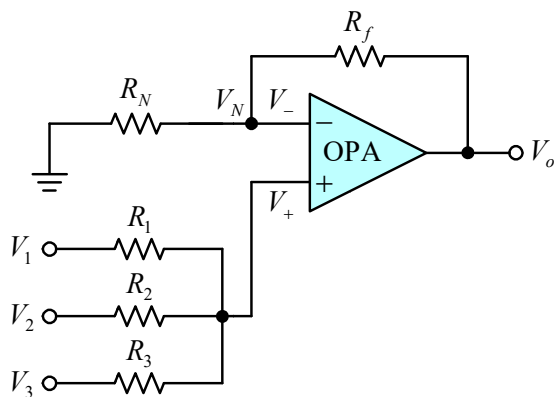 R_f
R_N
V_N V_−
−
OPA
V_o
+
V_+
R_1
V_1
R_2
V_2
R_3
V_3